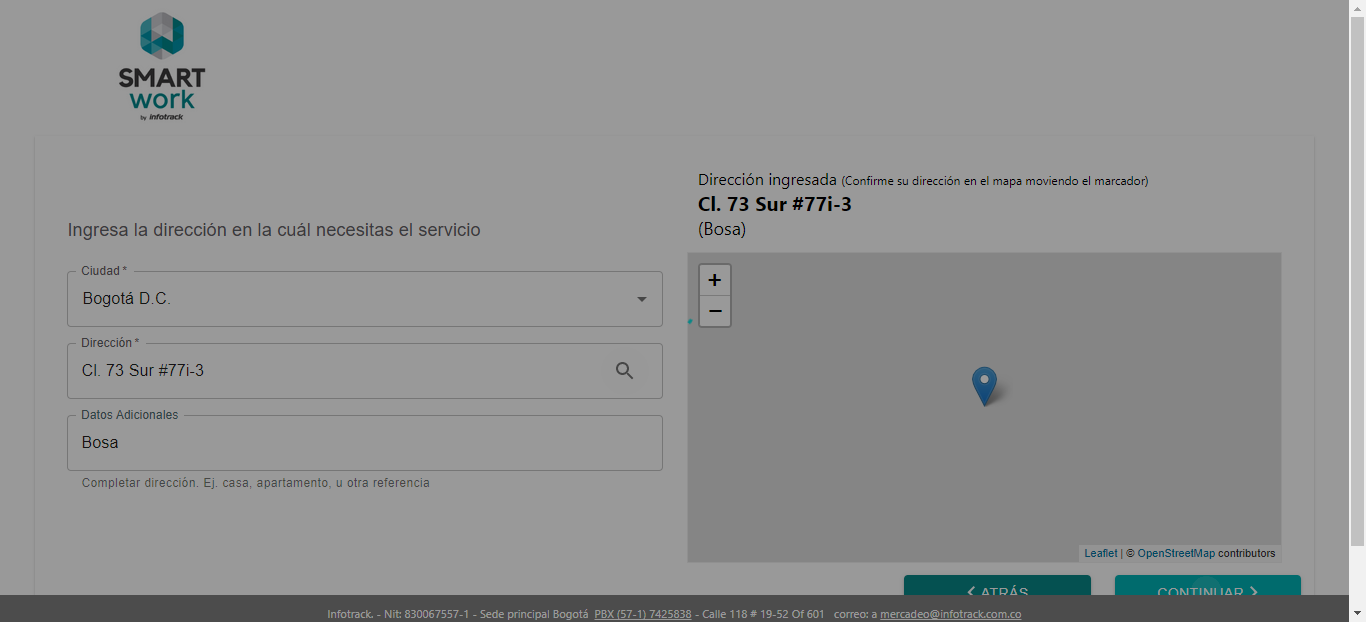 SMART
work
by infotrack
Ingresa la dirección en la cuál necesitas el servicio
Ciudad *
Bogotá D.C.
Dirección *
Cl. 73 Sur #77i-3
Datos Adicionales
Bosa
Completar dirección. Ej. casa, apartamento, u otra referencia
Dirección ingresada (Confirme su dirección en el mapa moviendo el marcador)
Cl. 73 Sur #77i-3
(Bosa)
+
−
Leaflet | © OpenStreetMap contributors
ATRÁS
CONTINUAR
Infotrack. - Nit: 830067557-1 - Sede principal Bogotá PBX (57-1) 7425838 - Calle 118 # 19-52 Of 601 correo: a mercadeo@infotrack.com.co